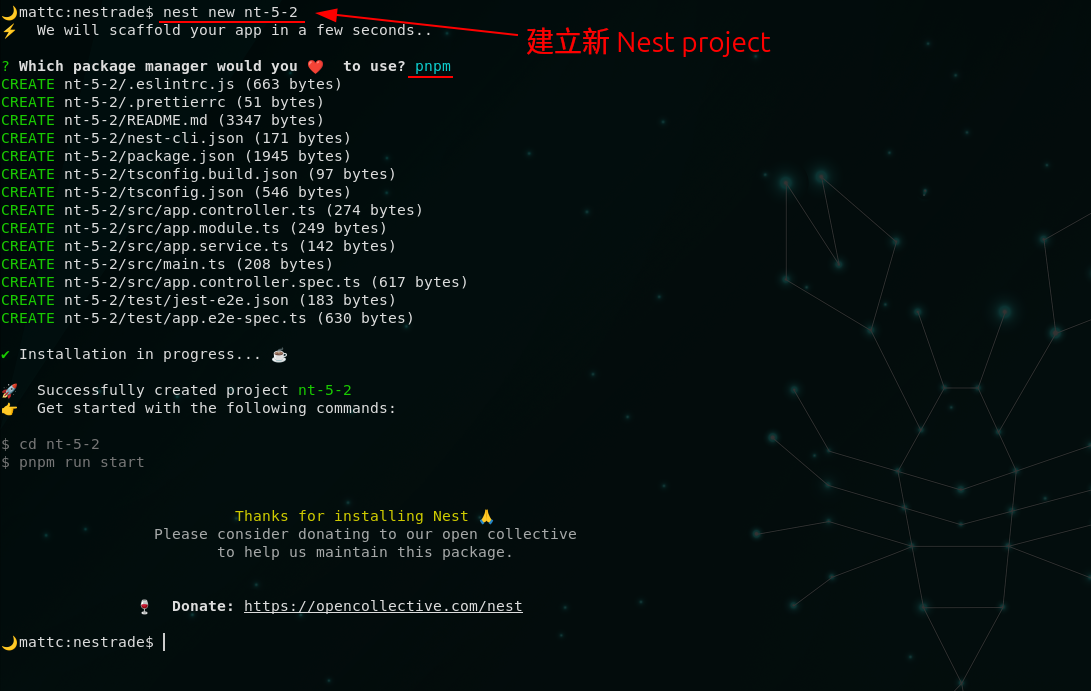 🌙mattc:nestrade$ nest new nt-5-2
⚡  We will scaffold your app in a few seconds..
建立新 Nest project
? Which package manager would you ❤️  to use? pnpm
CREATE nt-5-2/.eslintrc.js (663 bytes)
CREATE nt-5-2/.prettierrc (51 bytes)
CREATE nt-5-2/README.md (3347 bytes)
CREATE nt-5-2/nest-cli.json (171 bytes)
CREATE nt-5-2/package.json (1945 bytes)
CREATE nt-5-2/tsconfig.build.json (97 bytes)
CREATE nt-5-2/tsconfig.json (546 bytes)
CREATE nt-5-2/src/app.controller.ts (274 bytes)
CREATE nt-5-2/src/app.module.ts (249 bytes)
CREATE nt-5-2/src/app.service.ts (142 bytes)
CREATE nt-5-2/src/main.ts (208 bytes)
CREATE nt-5-2/src/app.controller.spec.ts (617 bytes)
CREATE nt-5-2/test/jest-e2e.json (183 bytes)
CREATE nt-5-2/test/app.e2e-spec.ts (630 bytes)
✔ Installation in progress... ☕
🚀  Successfully created project nt-5-2
👉  Get started with the following commands:
$ cd nt-5-2
$ pnpm run start
Thanks for installing Nest 🙏
Please consider donating to our open collective
to help us maintain this package.
🍷  Donate: https://opencollective.com/nest
🌙mattc:nestrade$